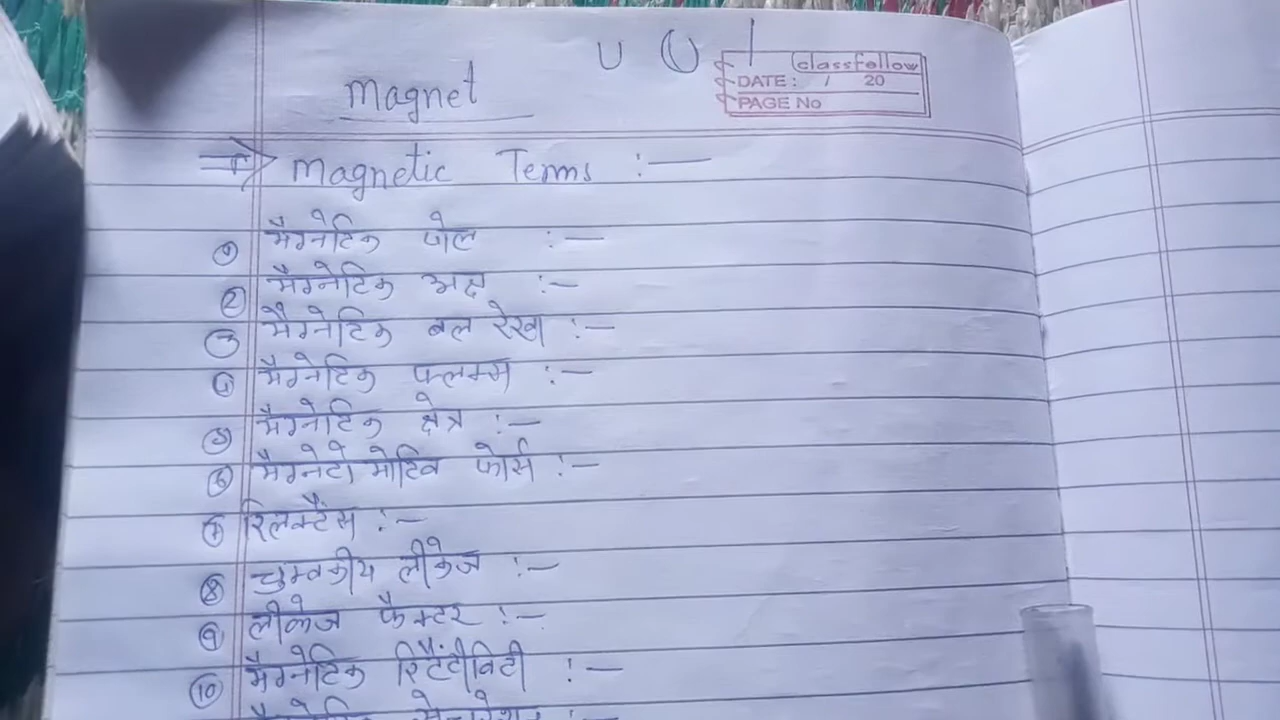 U U |
classfellow
Magnet
DATE: / 20
PAGE No
⇒ Magnetic Terms :—
① मैग्नेटिक पोल :—
② मैग्नेटिक अक्ष :—
③ मैग्नेटिक बल रेखा :—
④ मैग्नेटिक फ्लक्स :—
⑤ मैग्नेटिक क्षेत्र :—
⑥ मैग्नेटो मोटिव फोर्स :—
⑦ रिलक्टैंस :—
⑧ चुम्बकीय लीकेज :—
⑨ लीकेज फैक्टर :—
⑩ मैग्नेटिक रिटैंटीविटी :—
मैग्नेटिक :—